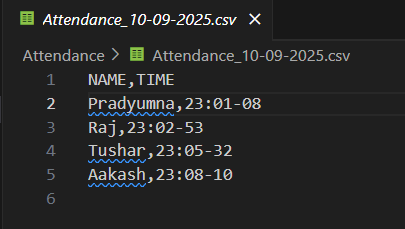 Attendance_10-09-2025.csv ×
Attendance > Attendance_10-09-2025.csv
1 NAME,TIME
2 Pradyumna,23:01-08
3 Raj,23:02-53
4 Tushar,23:05-32
5 Aakash,23:08-10
6